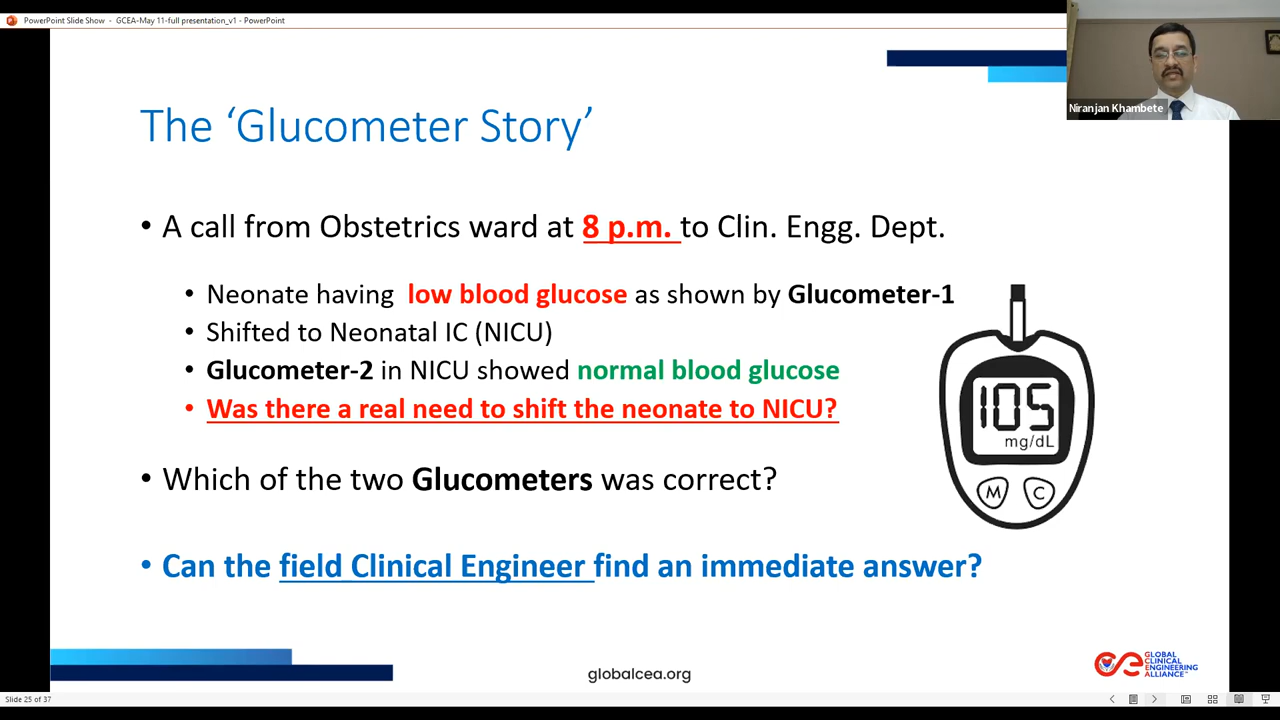 PowerPoint Slide Show - GCEA-May 11-full presentation_v1 - PowerPoint
Niranjan Khambete
The ‘Glucometer Story’
• A call from Obstetrics ward at 8 p.m. to Clin. Engg. Dept.
• Neonate having low blood glucose as shown by Glucometer-1
• Shifted to Neonatal IC (NICU)
• Glucometer-2 in NICU showed normal blood glucose
• Was there a real need to shift the neonate to NICU?
105
mg/dL
M C
• Which of the two Glucometers was correct?
• Can the field Clinical Engineer find an immediate answer?
globalcea.org
GLOBAL
CLINICAL
ENGINEERING
ALLIANCE™
Slide 25 of 37